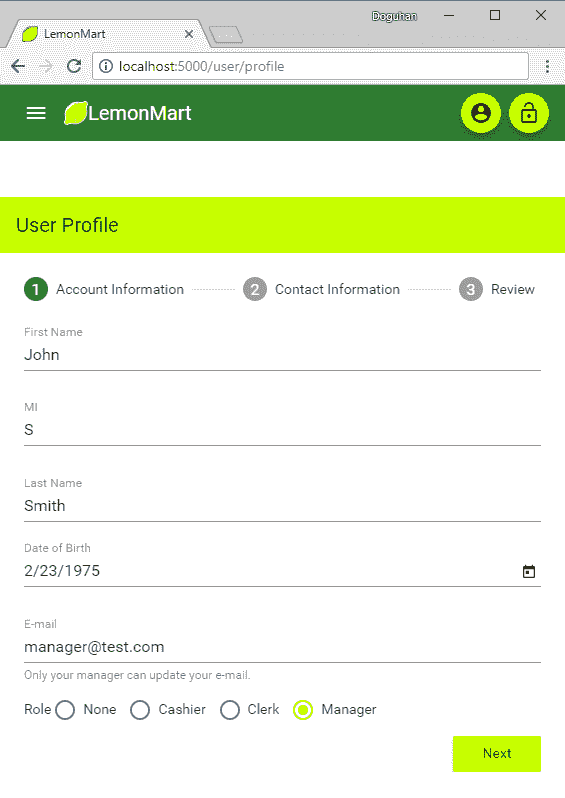 Doguhan
LemonMart
localhost:5000/user/profile
LemonMart
User Profile
1 Account Information 2 Contact Information 3 Review
First Name
John
MI
S
Last Name
Smith
Date of Birth
2/23/1975
E-mail
manager@test.com
Only your manager can update your e-mail.
Role None Cashier Clerk Manager
Next